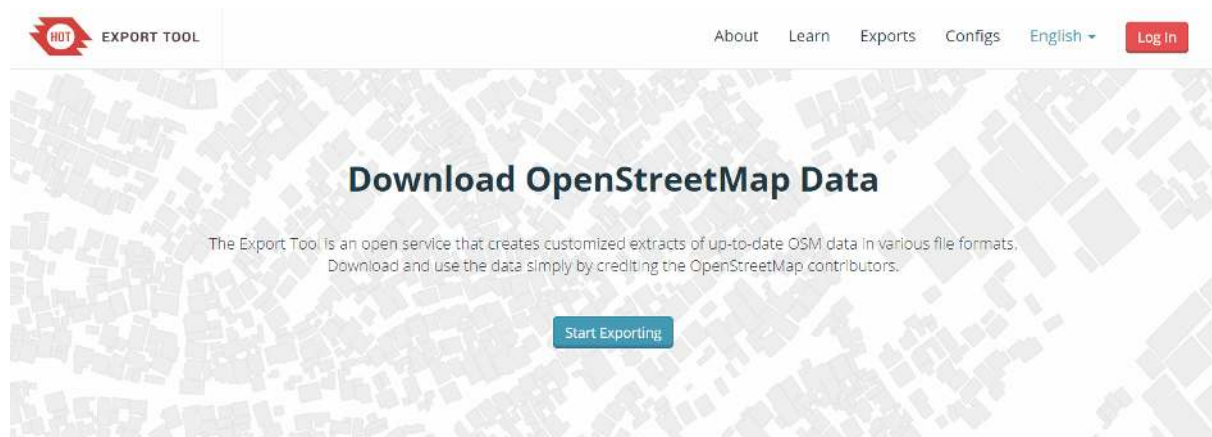 HOT EXPORT TOOL About Learn Exports Configs English Log In
Download OpenStreetMap Data
The Export Tool is an open service that creates customized extracts of up-to-date OSM data in various file formats.
Download and use the data simply by crediting the OpenStreetMap contributors.
Start Exporting